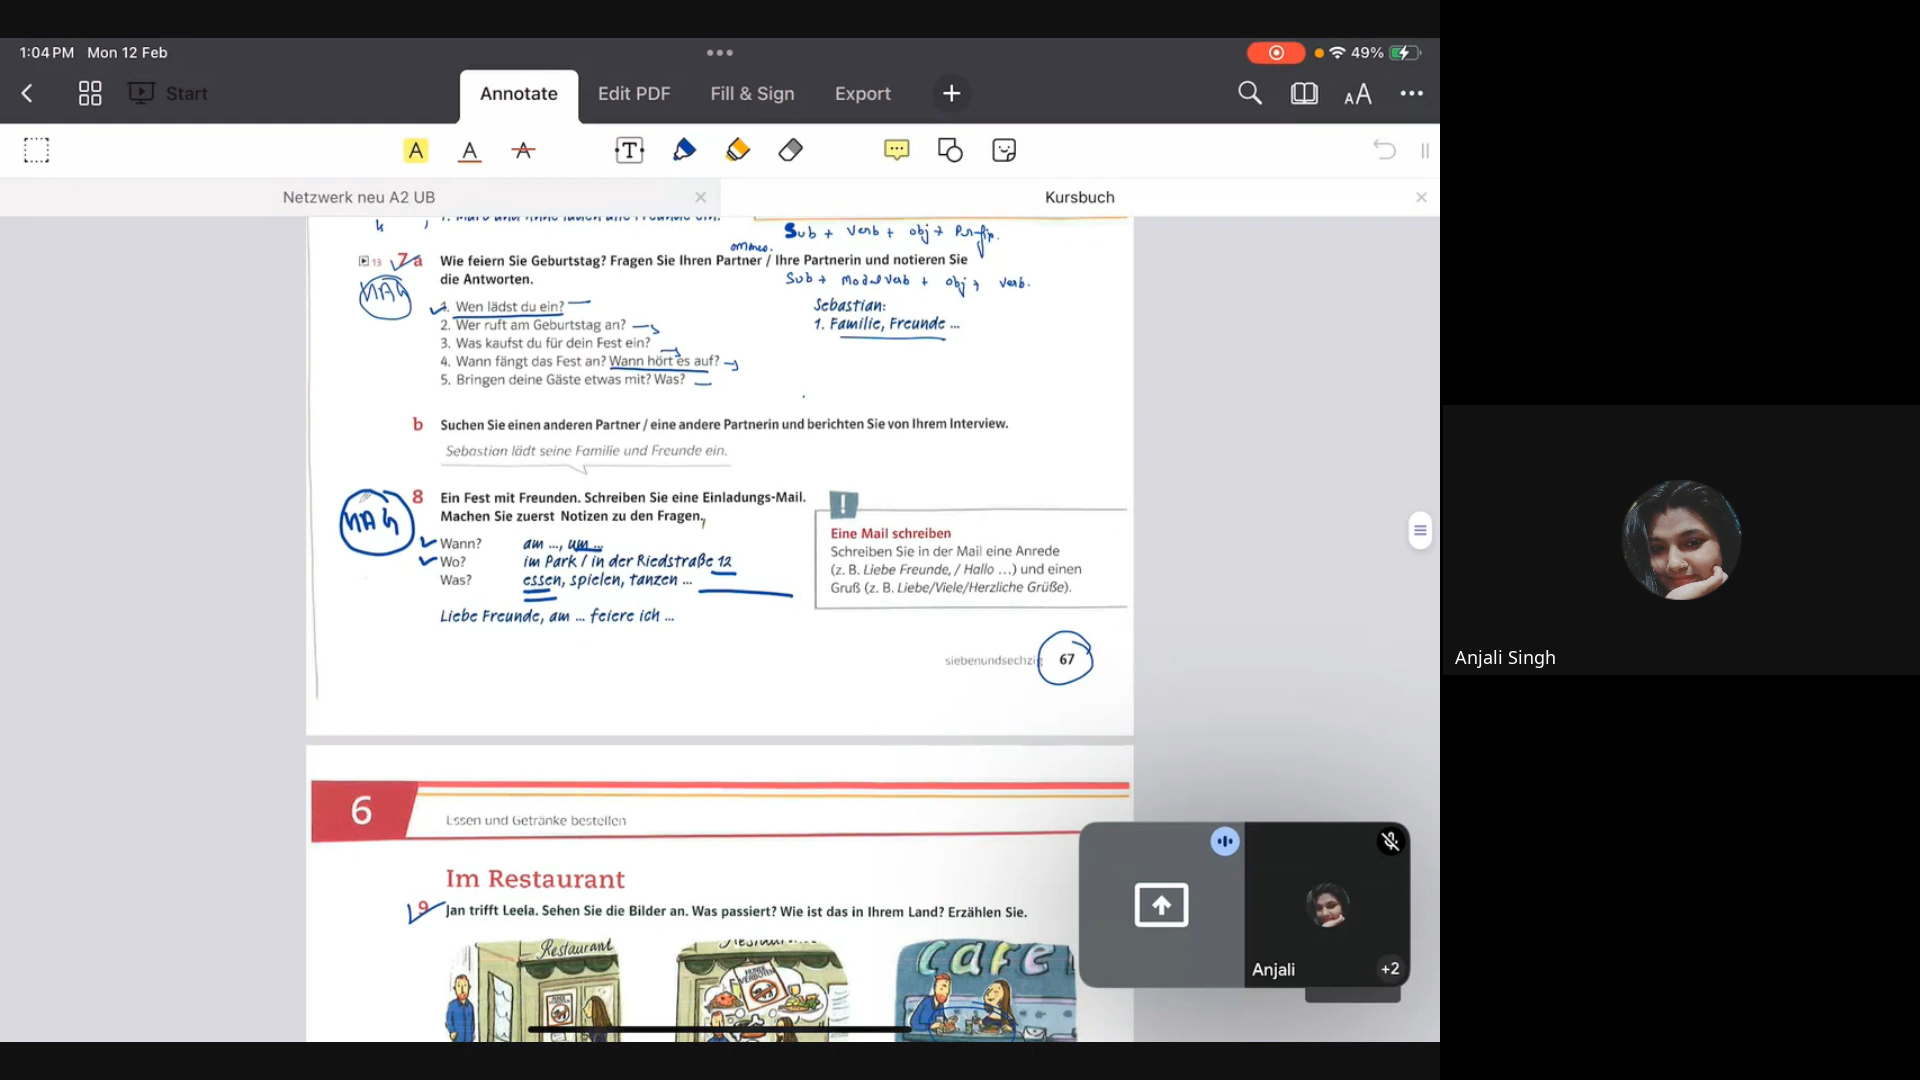 1:04 PM Mon 12 Feb
49%
Start
Annotate
Edit PDF
Fill & Sign
Export
Netzwerk neu A2 UB
Kursbuch
Sub + Verb + obj +
13 7 a Wie feiern Sie Geburtstag? Fragen Sie Ihren Partner / Ihre Partnerin und notieren Sie
die Antworten.
Sub + Modalverb + obj + verb.
1. Wen lädst du ein?
2. Wer ruft am Geburtstag an?
3. Was kaufst du für dein Fest ein?
4. Wann fängt das Fest an? Wann hört es auf?
5. Bringen deine Gäste etwas mit? Was?
Sebastian:
1. Familie, Freunde ...
b Suchen Sie einen anderen Partner / eine andere Partnerin und berichten Sie von Ihrem Interview.
Sebastian lädt seine Familie und Freunde ein.
8 Ein Fest mit Freunden. Schreiben Sie eine Einladungs-Mail.
Machen Sie zuerst Notizen zu den Fragen.
Wann? am ..., um ...
Wo? im Park / in der Riedstraße 12
Was? essen, spielen, tanzen ...
Liebe Freunde, am ... feiere ich ...
!
Eine Mail schreiben
Schreiben Sie in der Mail eine Anrede
(z. B. Liebe Freunde, / Hallo ...) und einen
Gruß (z. B. Liebe/Viele/Herzliche Grüße).
67
6
Essen und Getränke bestellen
Im Restaurant
9 Jan trifft Leela. Sehen Sie die Bilder an. Was passiert? Wie ist das in Ihrem Land? Erzählen Sie.
Restaurant
HUNDE
VERBOTEN
Cafe
Anjali
+2
Anjali Singh